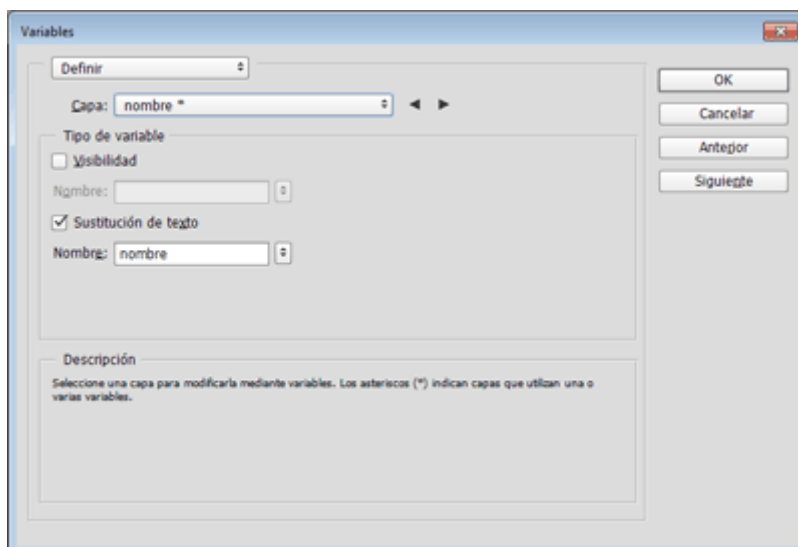 Variables
Definir
Capa: nombre *
Tipo de variable
Visibilidad
Nombre:
Sustitución de texto
Nombre: nombre
Descripción
Seleccione una capa para modificarla mediante variables. Los asteriscos (*) indican capas que utilizan una o
varias variables.
OK
Cancelar
Anterior
Siguiente